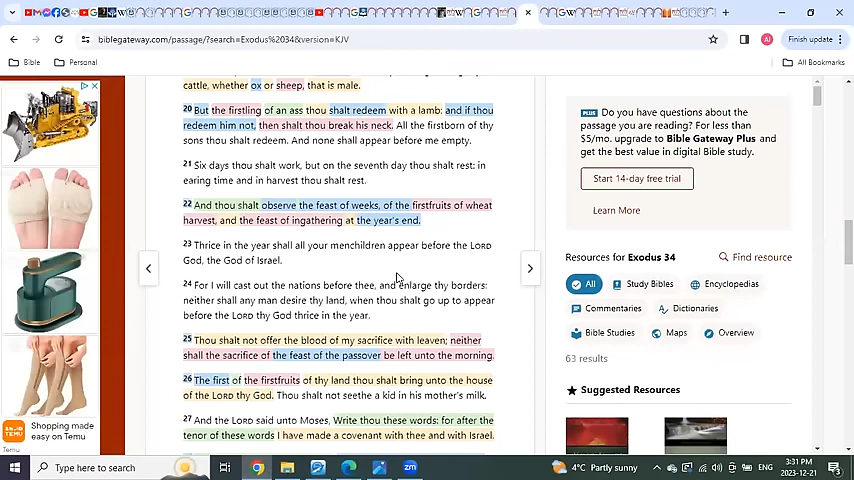 Finish update
biblegateway.com/passage/?search=Exodus%2034&version=KJV
AI
Bible
Personal
All Bookmarks
cattle, whether ox or sheep, that is male.
20 But the firstling of an ass thou shalt redeem with a lamb: and if thou
redeem him not, then shalt thou break his neck. All the firstborn of thy
sons thou shalt redeem. And none shall appear before me empty.
21 Six days thou shalt work, but on the seventh day thou shalt rest: in
earing time and in harvest thou shalt rest.
22 And thou shalt observe the feast of weeks, of the firstfruits of wheat
harvest, and the feast of ingathering at the year's end.
23 Thrice in the year shall all your menchildren appear before the LORD
God, the God of Israel.
24 For I will cast out the nations before thee, and enlarge thy borders:
neither shall any man desire thy land, when thou shalt go up to appear
before the LORD thy God thrice in the year.
25 Thou shalt not offer the blood of my sacrifice with leaven; neither
shall the sacrifice of the feast of the passover be left unto the morning.
26 The first of the firstfruits of thy land thou shalt bring unto the house
of the LORD thy God. Thou shalt not seethe a kid in his mother's milk.
27 And the LORD said unto Moses, Write thou these words: for after the
tenor of these words I have made a covenant with thee and with Israel.
PLUS Do you have questions about the
passage you are reading? For less than
$5/mo. upgrade to Bible Gateway Plus and
get the best value in digital Bible study.
Start 14-day free trial
Learn More
Resources for Exodus 34
Find resource
All
Study Bibles
Encyclopedias
Commentaries
Dictionaries
Bible Studies
Maps
Overview
63 results
Suggested Resources
TEMU
Shopping made
easy on Temu
Temu
Type here to search
zm
4°C Partly sunny
ENG
3:31 PM
2023-12-21
3